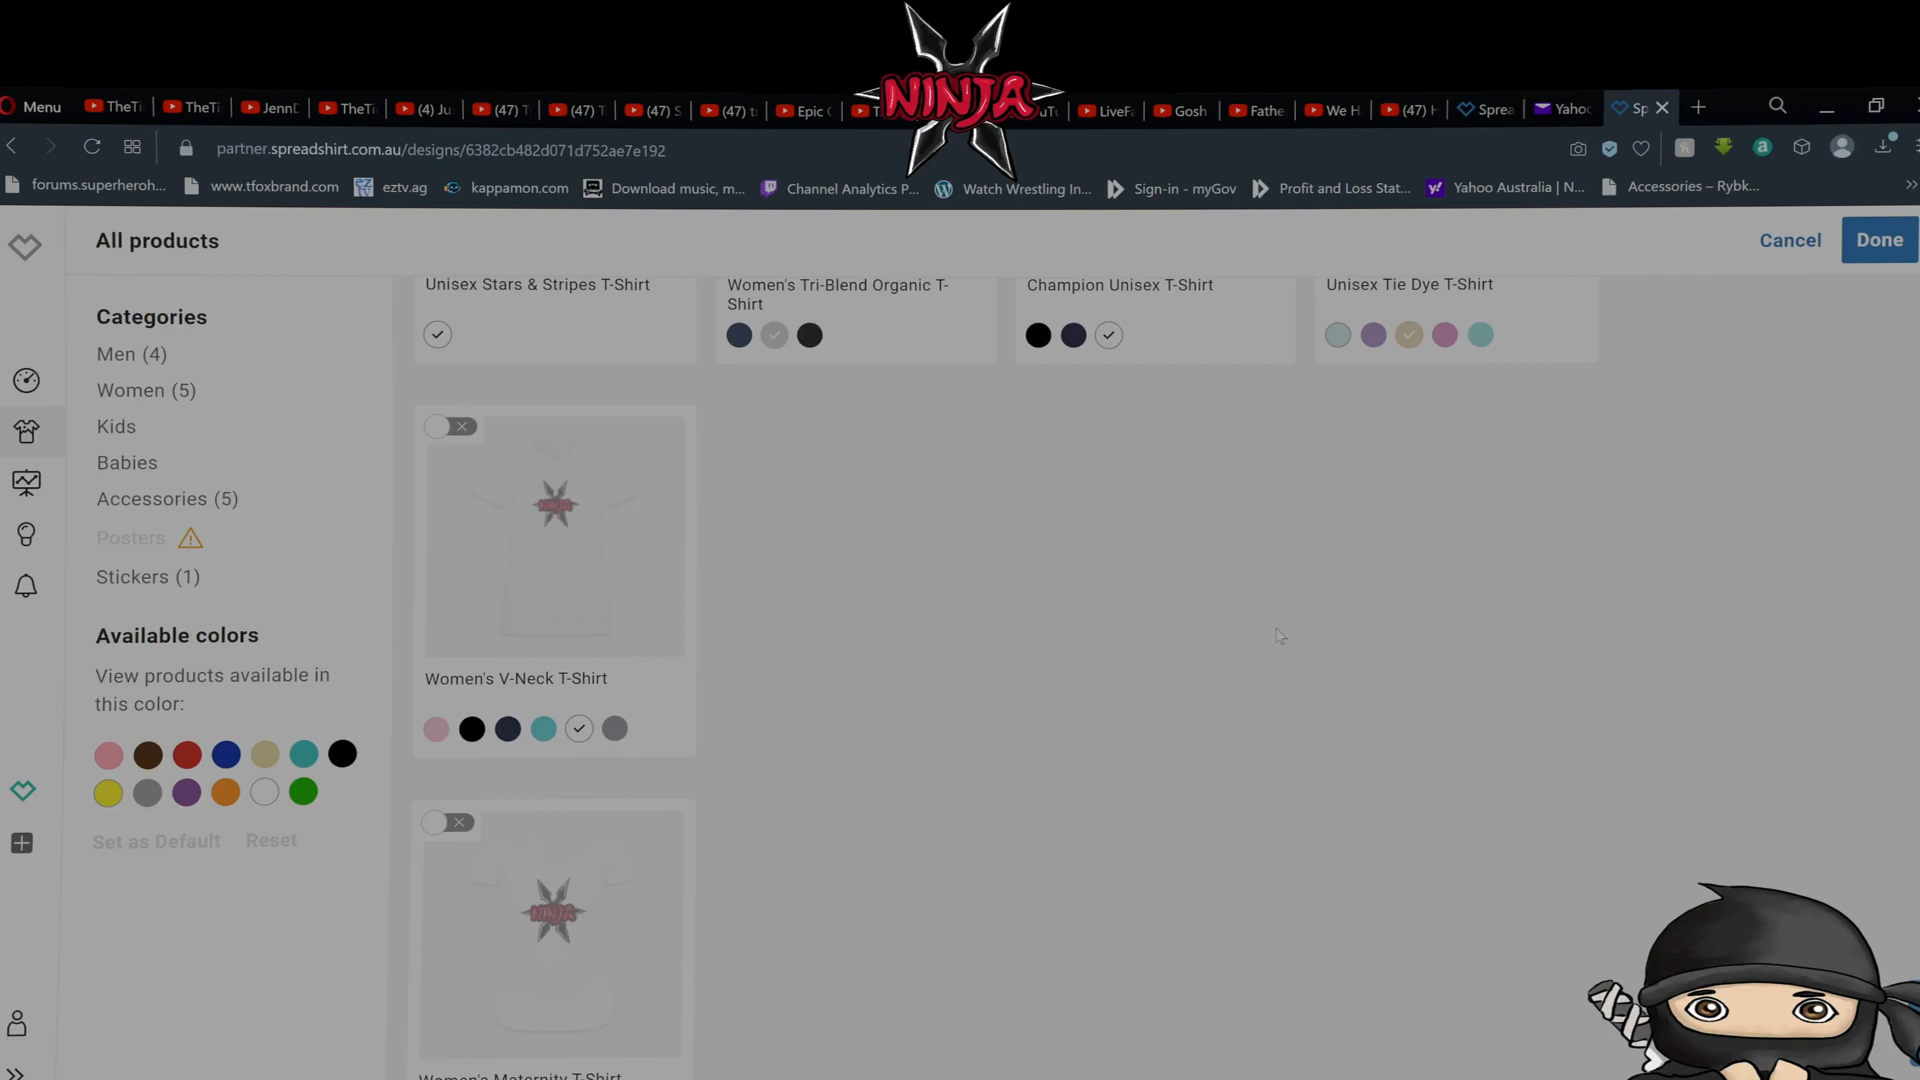 NINJA
Menu TheTi TheTi JennD TheTi (4) Ju (47) T (47) T (47) S (47) t Epic LiveFa Gosh Fathe We H (47) H Sprea Yahoo Sp
partner.spreadshirt.com.au/designs/6382cb482d071d752ae7e192
forums.superheroh... www.tfoxbrand.com eztv.ag kappamon.com Download music, m... Channel Analytics P... Watch Wrestling In... Sign-in - myGov Profit and Loss Stat... Yahoo Australia | N... Accessories – Rybk...
All products
Cancel Done
Unisex Stars & Stripes T-Shirt
Women's Tri-Blend Organic T-
Shirt
Champion Unisex T-Shirt
Unisex Tie Dye T-Shirt
Categories
Men (4)
Women (5)
Kids
Babies
Accessories (5)
Posters
Stickers (1)
Available colors
View products available in
this color:
Set as Default Reset
NINJA
Women's V-Neck T-Shirt
NINJA
Women's Maternity T-Shirt